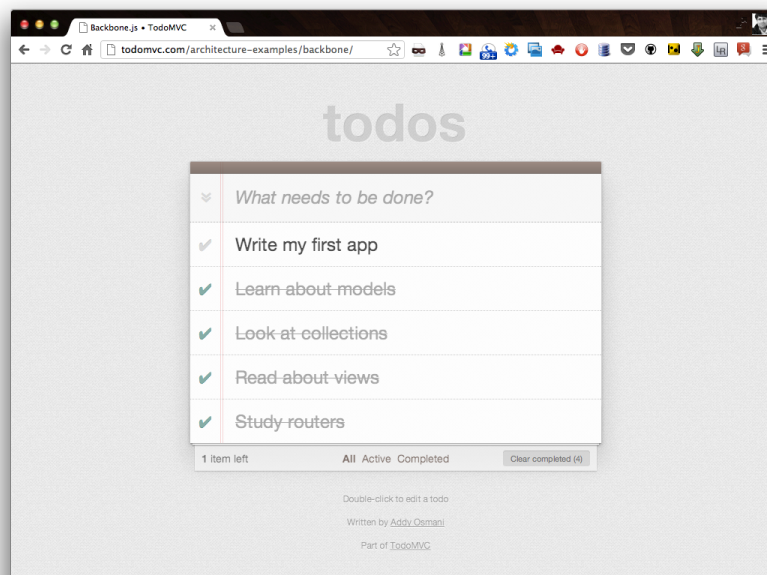 Backbone.js • TodoMVC
todomvc.com/architecture-examples/backbone/
99+
LR
todos
What needs to be done?
Write my first app
Learn about models
Look at collections
Read about views
Study routers
1 item left
All Active Completed
Clear completed (4)
Double-click to edit a todo
Written by Addy Osmani
Part of TodoMVC